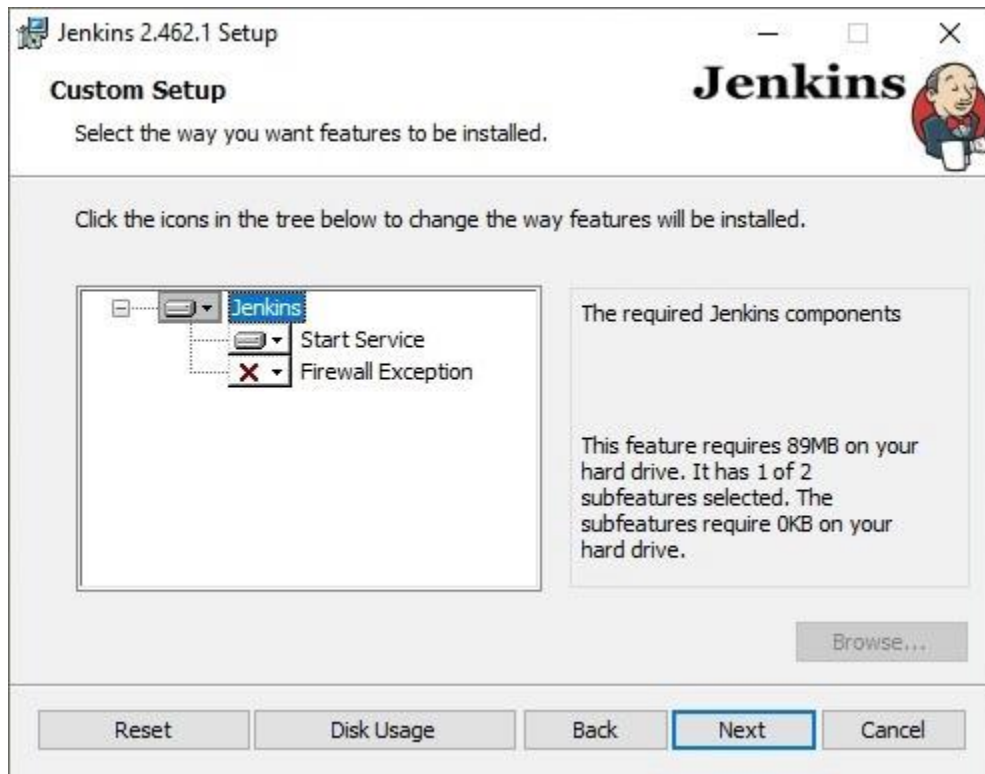 Jenkins 2.462.1 Setup
Custom Setup
Jenkins
Select the way you want features to be installed.
Click the icons in the tree below to change the way features will be installed.
Jenkins
Start Service
Firewall Exception
The required Jenkins components
This feature requires 89MB on your
hard drive. It has 1 of 2
subfeatures selected. The
subfeatures require 0KB on your
hard drive.
Browse...
Reset
Disk Usage
Back
Next
Cancel